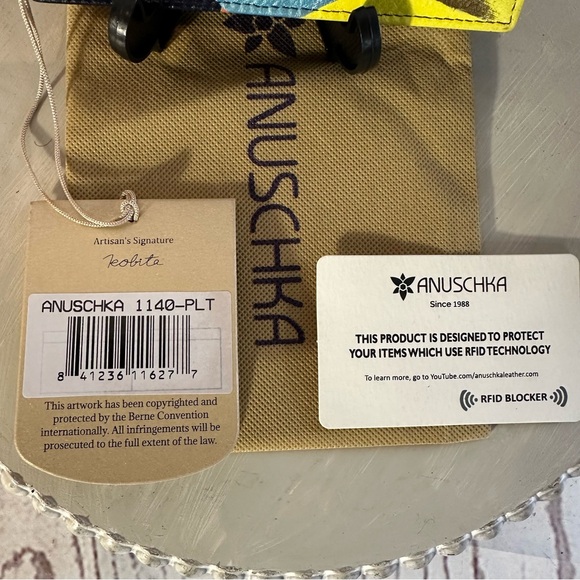 ANUSCHKA
Artisan's Signature
ANUSCHKA 1140-PLT
8 41236 11627 7
This artwork has been copyrighted and
protected by the Berne Convention
internationally. All infringements will be
prosecuted to the full extent of the law.
ANUSCHKA
Since 1988
THIS PRODUCT IS DESIGNED TO PROTECT
YOUR ITEMS WHICH USE RFID TECHNOLOGY
To learn more, go to YouTube.com/anuschkaleather.com
RFID BLOCKER